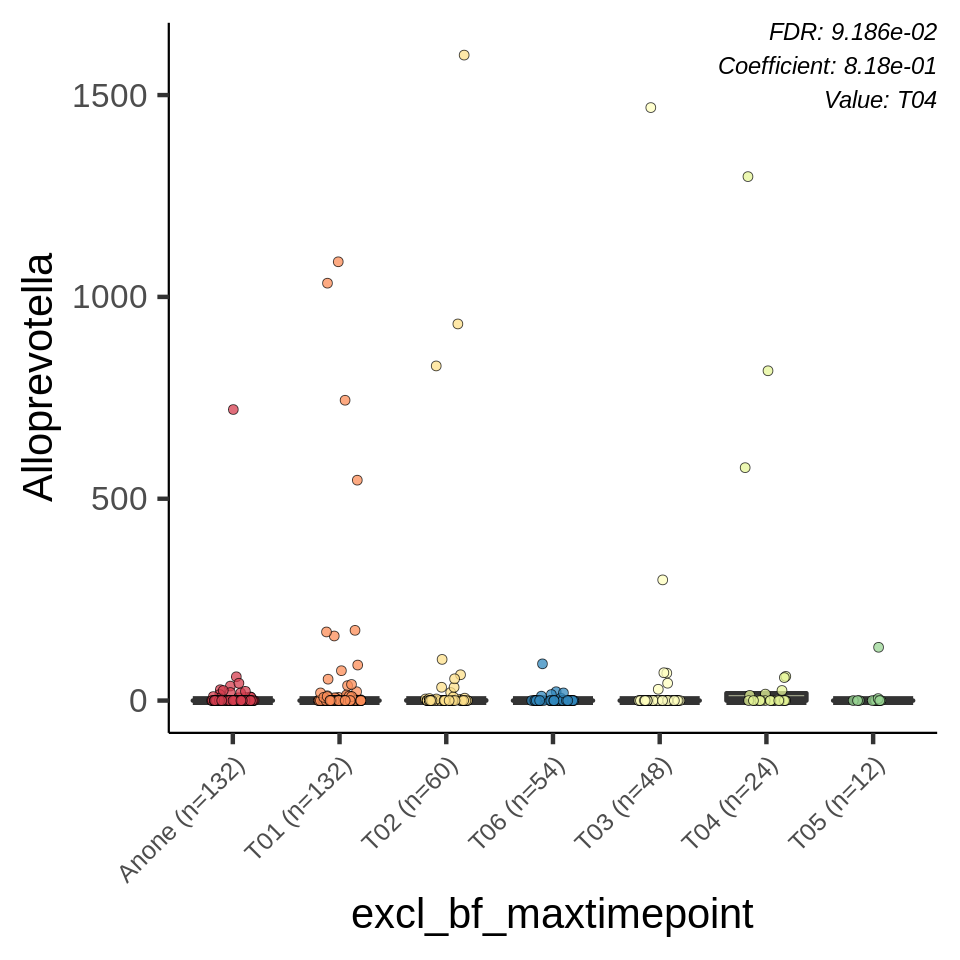 FDR: 9.186e-02
Coefficient: 8.18e-01
Value: T04
Alloprevotella
1500
1000
500
0
Anone (n=132)
T01 (n=132)
T02 (n=60)
T06 (n=54)
T03 (n=48)
T04 (n=24)
T05 (n=12)
excl_bf_maxtimepoint